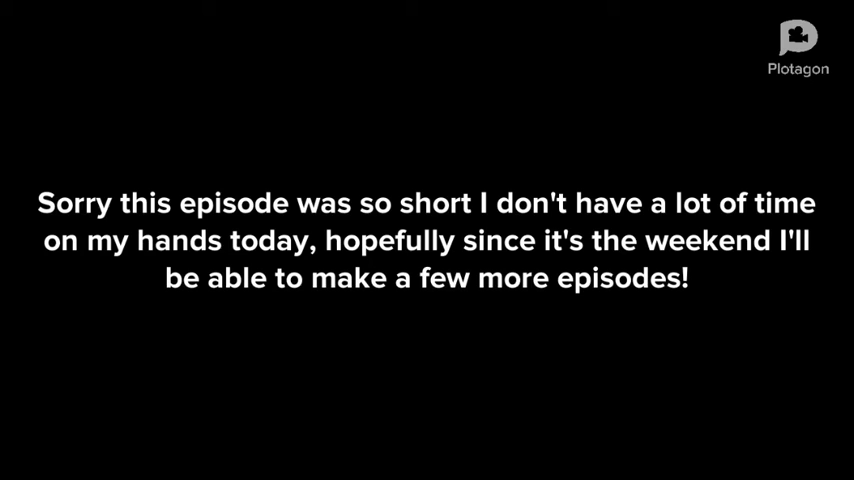 Plotagon
Sorry this episode was so short I don't have a lot of time
on my hands today, hopefully since it's the weekend I'll
be able to make a few more episodes!